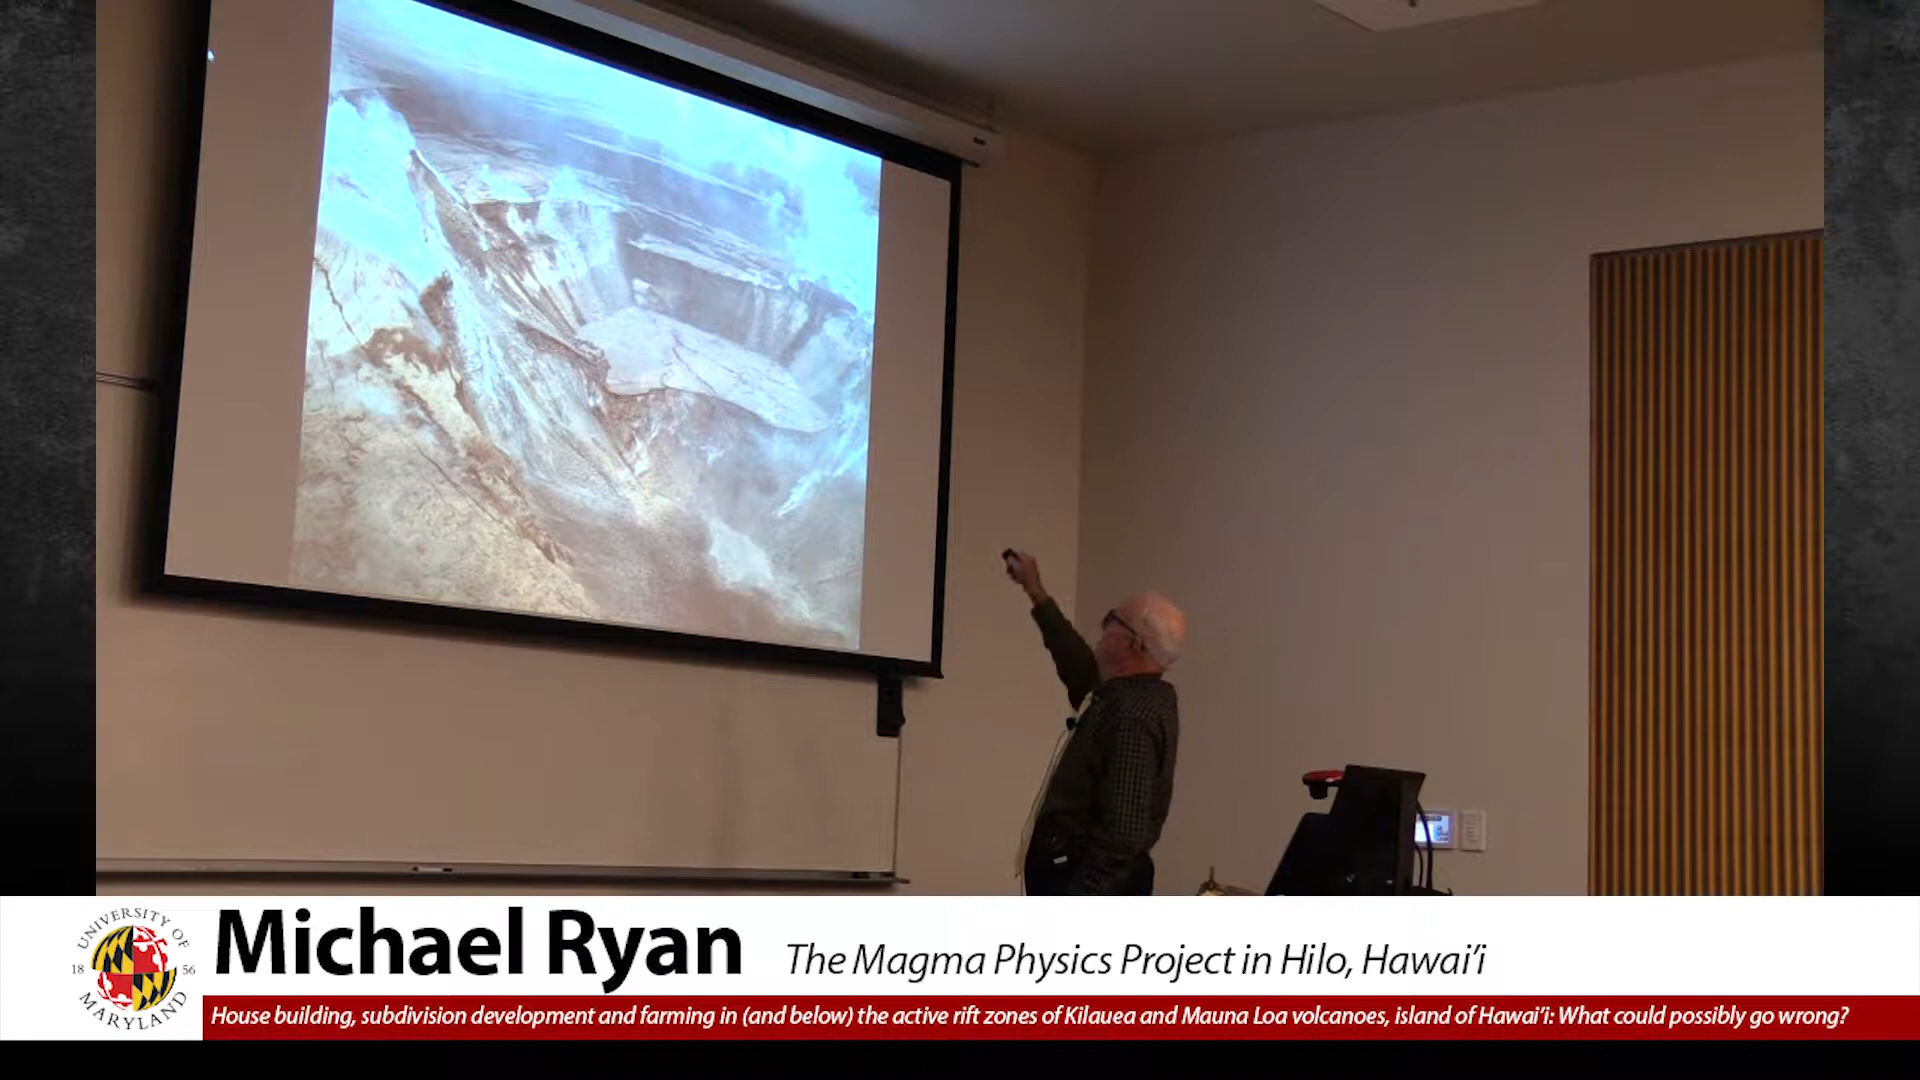 Michael Ryan
The Magma Physics Project in Hilo, Hawai‘i
UNIVERSITY OF
18 56
MARYLAND
House building, subdivision development and farming in (and below) the active rift zones of Kilauea and Mauna Loa volcanoes, island of Hawai‘i: What could possibly go wrong?